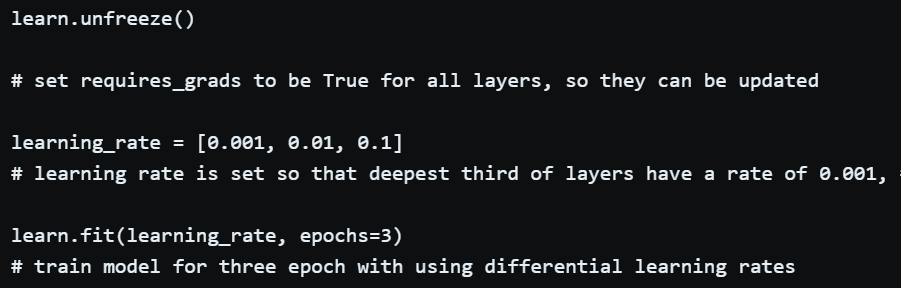 learn.unfreeze()
# set requires_grads to be True for all layers, so they can be updated
learning_rate = [0.001, 0.01, 0.1]
# learning rate is set so that deepest third of layers have a rate of 0.001,
learn.fit(learning_rate, epochs=3)
# train model for three epoch with using differential learning rates